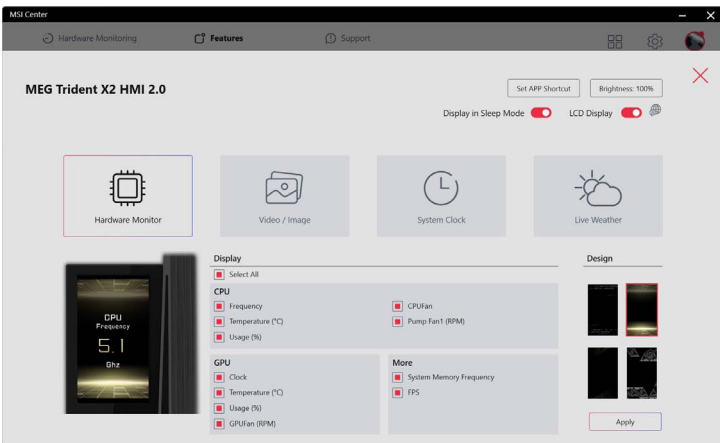 MSI Center
Hardware Monitoring
Features
Support
MEG Trident X2 HMI 2.0
Set APP Shortcut
Brightness: 100%
Display in Sleep Mode
LCD Display
Hardware Monitor
Video / Image
System Clock
Live Weather
Display
Select All
CPU
Frequency
CPUFan
Temperature (°C)
Pump Fan1 (RPM)
Usage (%)
GPU
Clock
Temperature (°C)
Usage (%)
GPUFan (RPM)
More
System Memory Frequency
FPS
CPU
Frequency
5.1
Ghz
Design
Apply